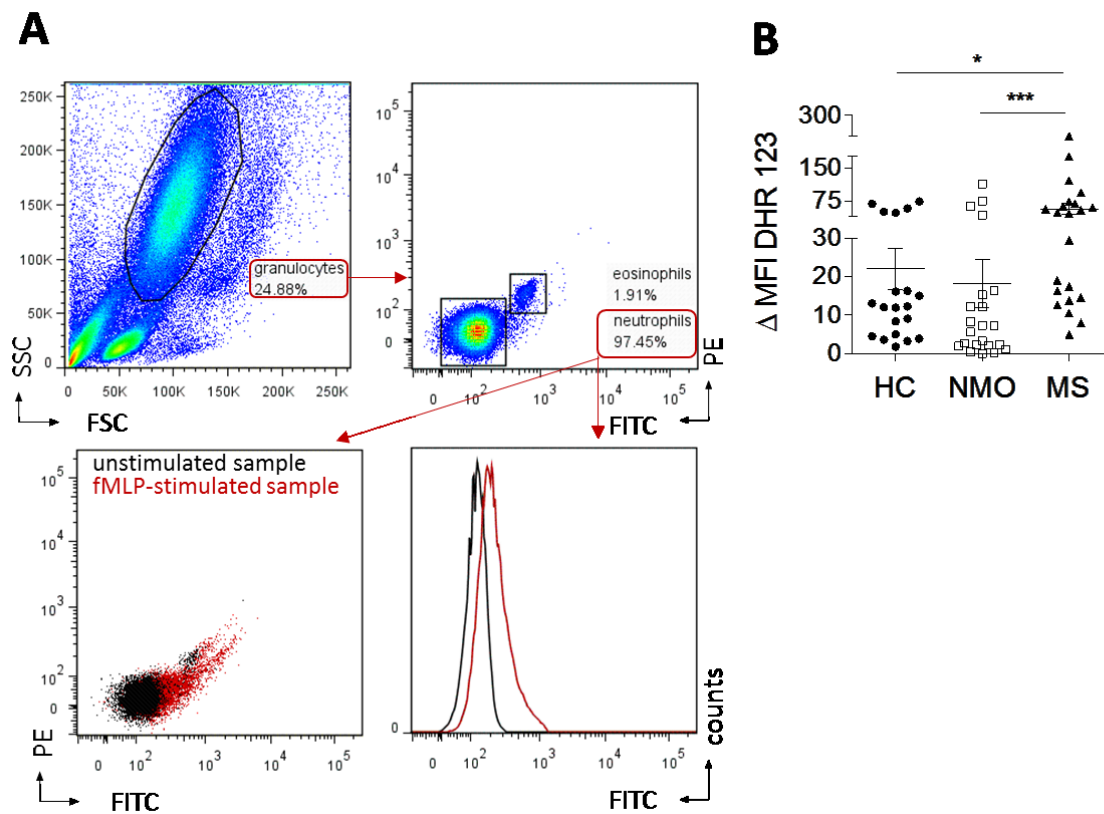 A
B
250K
200K
150K
100K
50K
0
SSC
granulocytes
24.88%
0 50K 100K 150K 200K 250K
FSC
10^5
10^4
10^3
10^2
0
eosinophils
1.91%
neutrophils
97.45%
PE
0 10^2 10^3 10^4 10^5
FITC
*
***
300
150
75
30
20
10
0
Δ MFI DHR 123
HC NMO MS
unstimulated sample
fMLP-stimulated sample
10^5
10^4
10^3
10^2
0
PE
0 10^2 10^3 10^4 10^5
FITC
0
counts
0 10^2 10^3 10^4 10^5
FITC